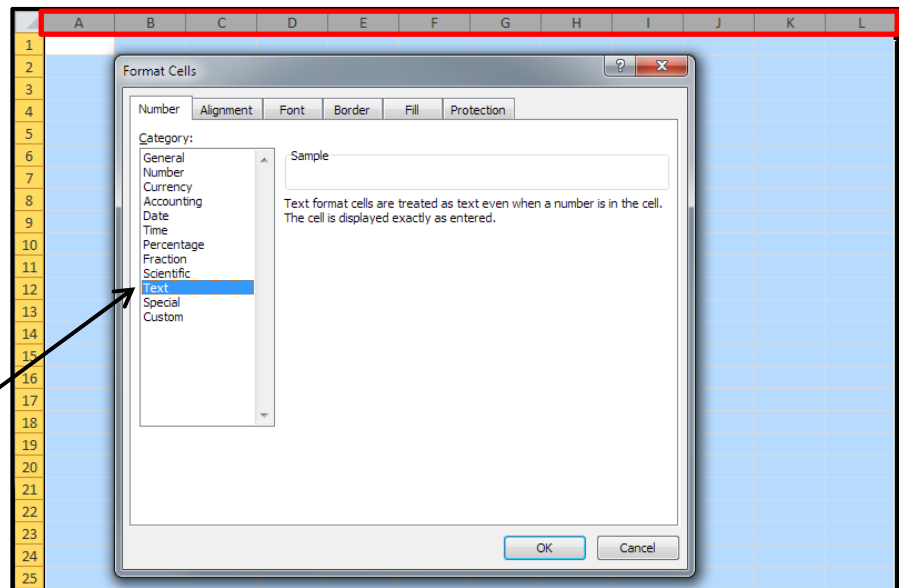 A B C D E F G H I J K L
1
2
Format Cells ?
3
4
Number Alignment Font Border Fill Protection
5
Category:
6
General
Sample
7
Number
Currency
8
Accounting
Text format cells are treated as text even when a number is in the cell.
9
Date
The cell is displayed exactly as entered.
Time
10
Percentage
11
Fraction
Scientific
12
Text
13
Special
Custom
14
15
16
17
18
19
20
21
22
23
24
OK Cancel
25